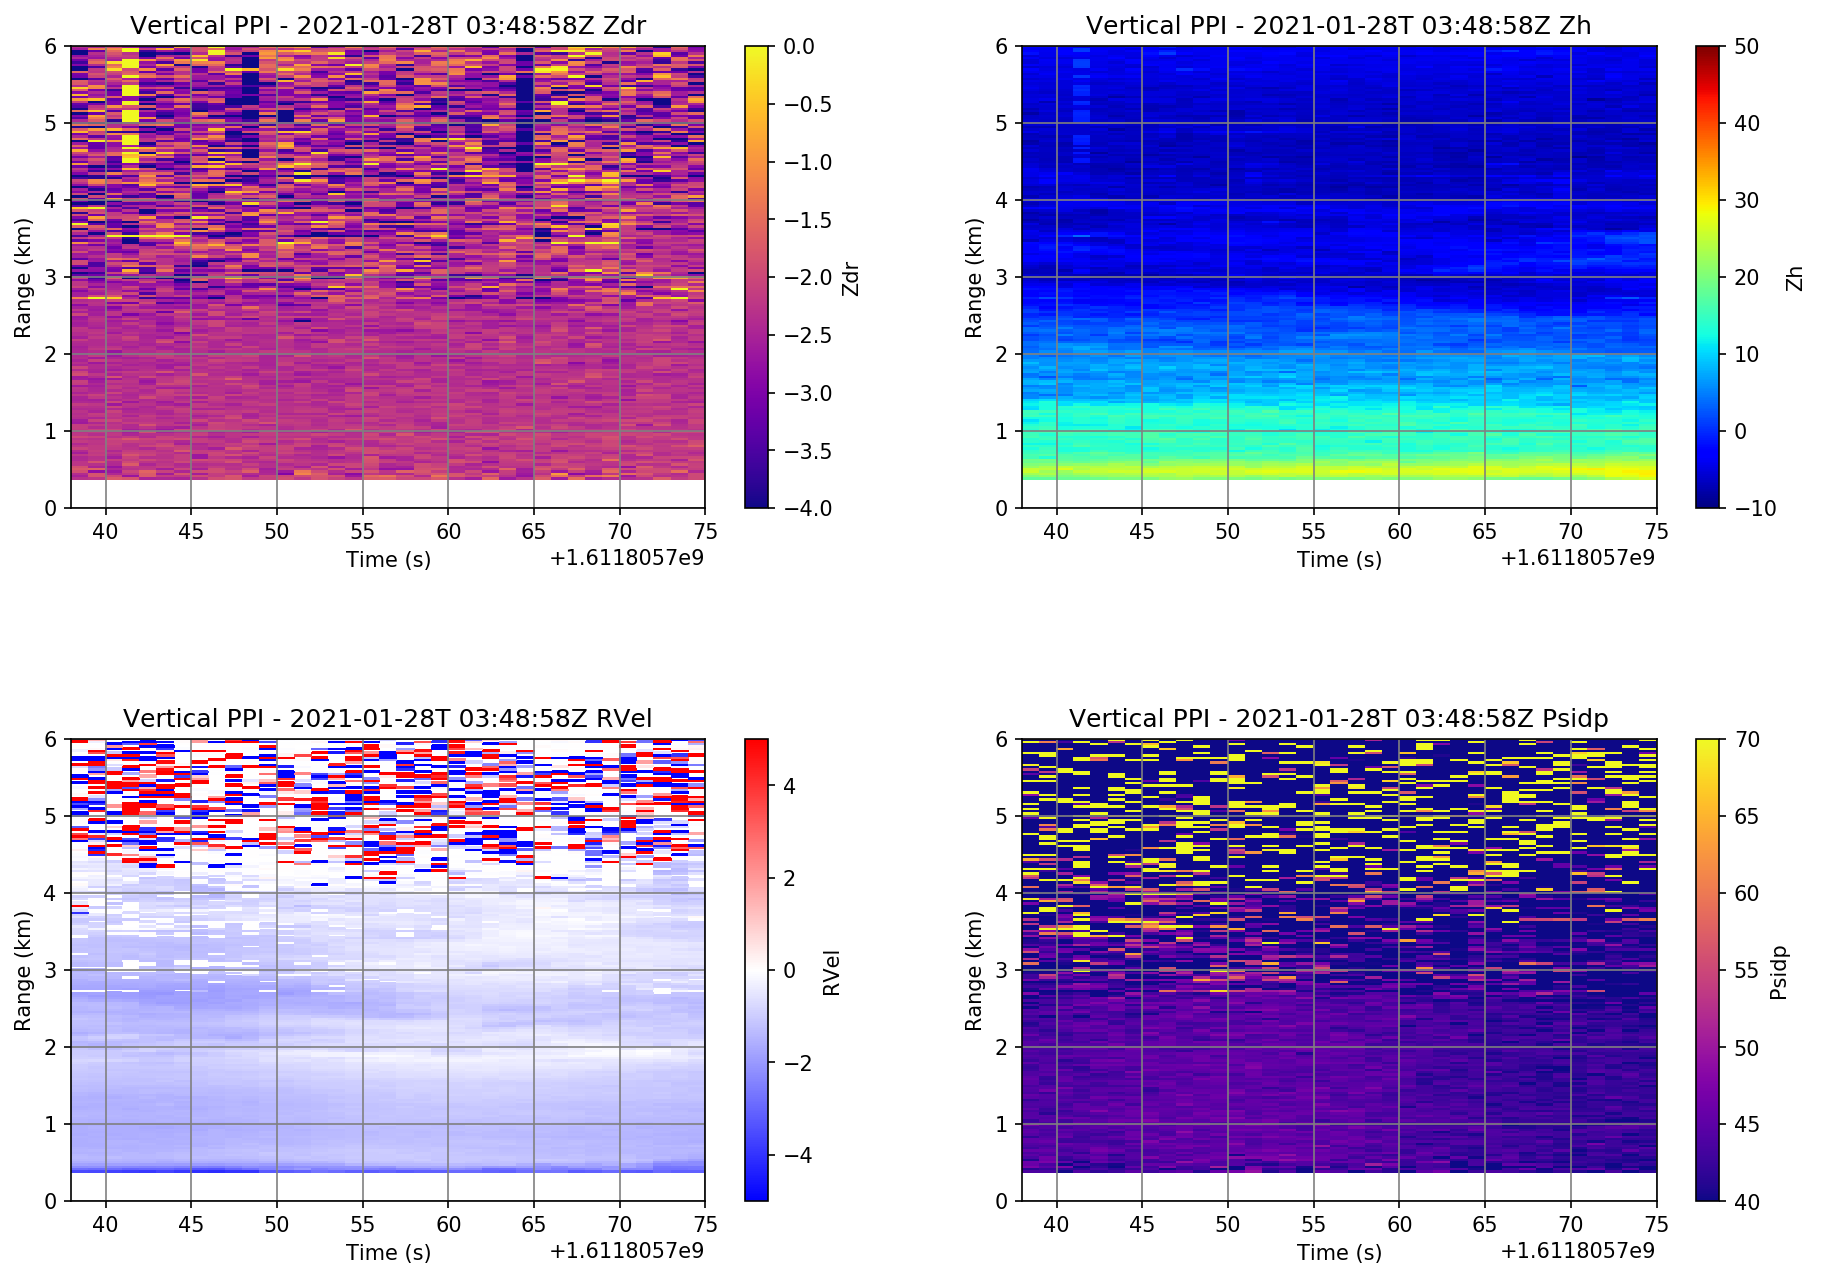 Vertical PPI - 2021-01-28T 03:48:58Z Zdr
6
5
4
3
2
1
0
Range (km)
40 45 50 55 60 65 70 75
Time (s)
+1.6118057e9
0.0
−0.5
−1.0
−1.5
−2.0
−2.5
−3.0
−3.5
−4.0
Zdr
Vertical PPI - 2021-01-28T 03:48:58Z Zh
6
5
4
3
2
1
0
Range (km)
40 45 50 55 60 65 70 75
Time (s)
+1.6118057e9
50
40
30
20
10
0
−10
Zh
Vertical PPI - 2021-01-28T 03:48:58Z RVel
6
5
4
3
2
1
0
Range (km)
40 45 50 55 60 65 70 75
Time (s)
+1.6118057e9
4
2
0
−2
−4
RVel
Vertical PPI - 2021-01-28T 03:48:58Z Psidp
6
5
4
3
2
1
0
Range (km)
40 45 50 55 60 65 70 75
Time (s)
+1.6118057e9
70
65
60
55
50
45
40
Psidp